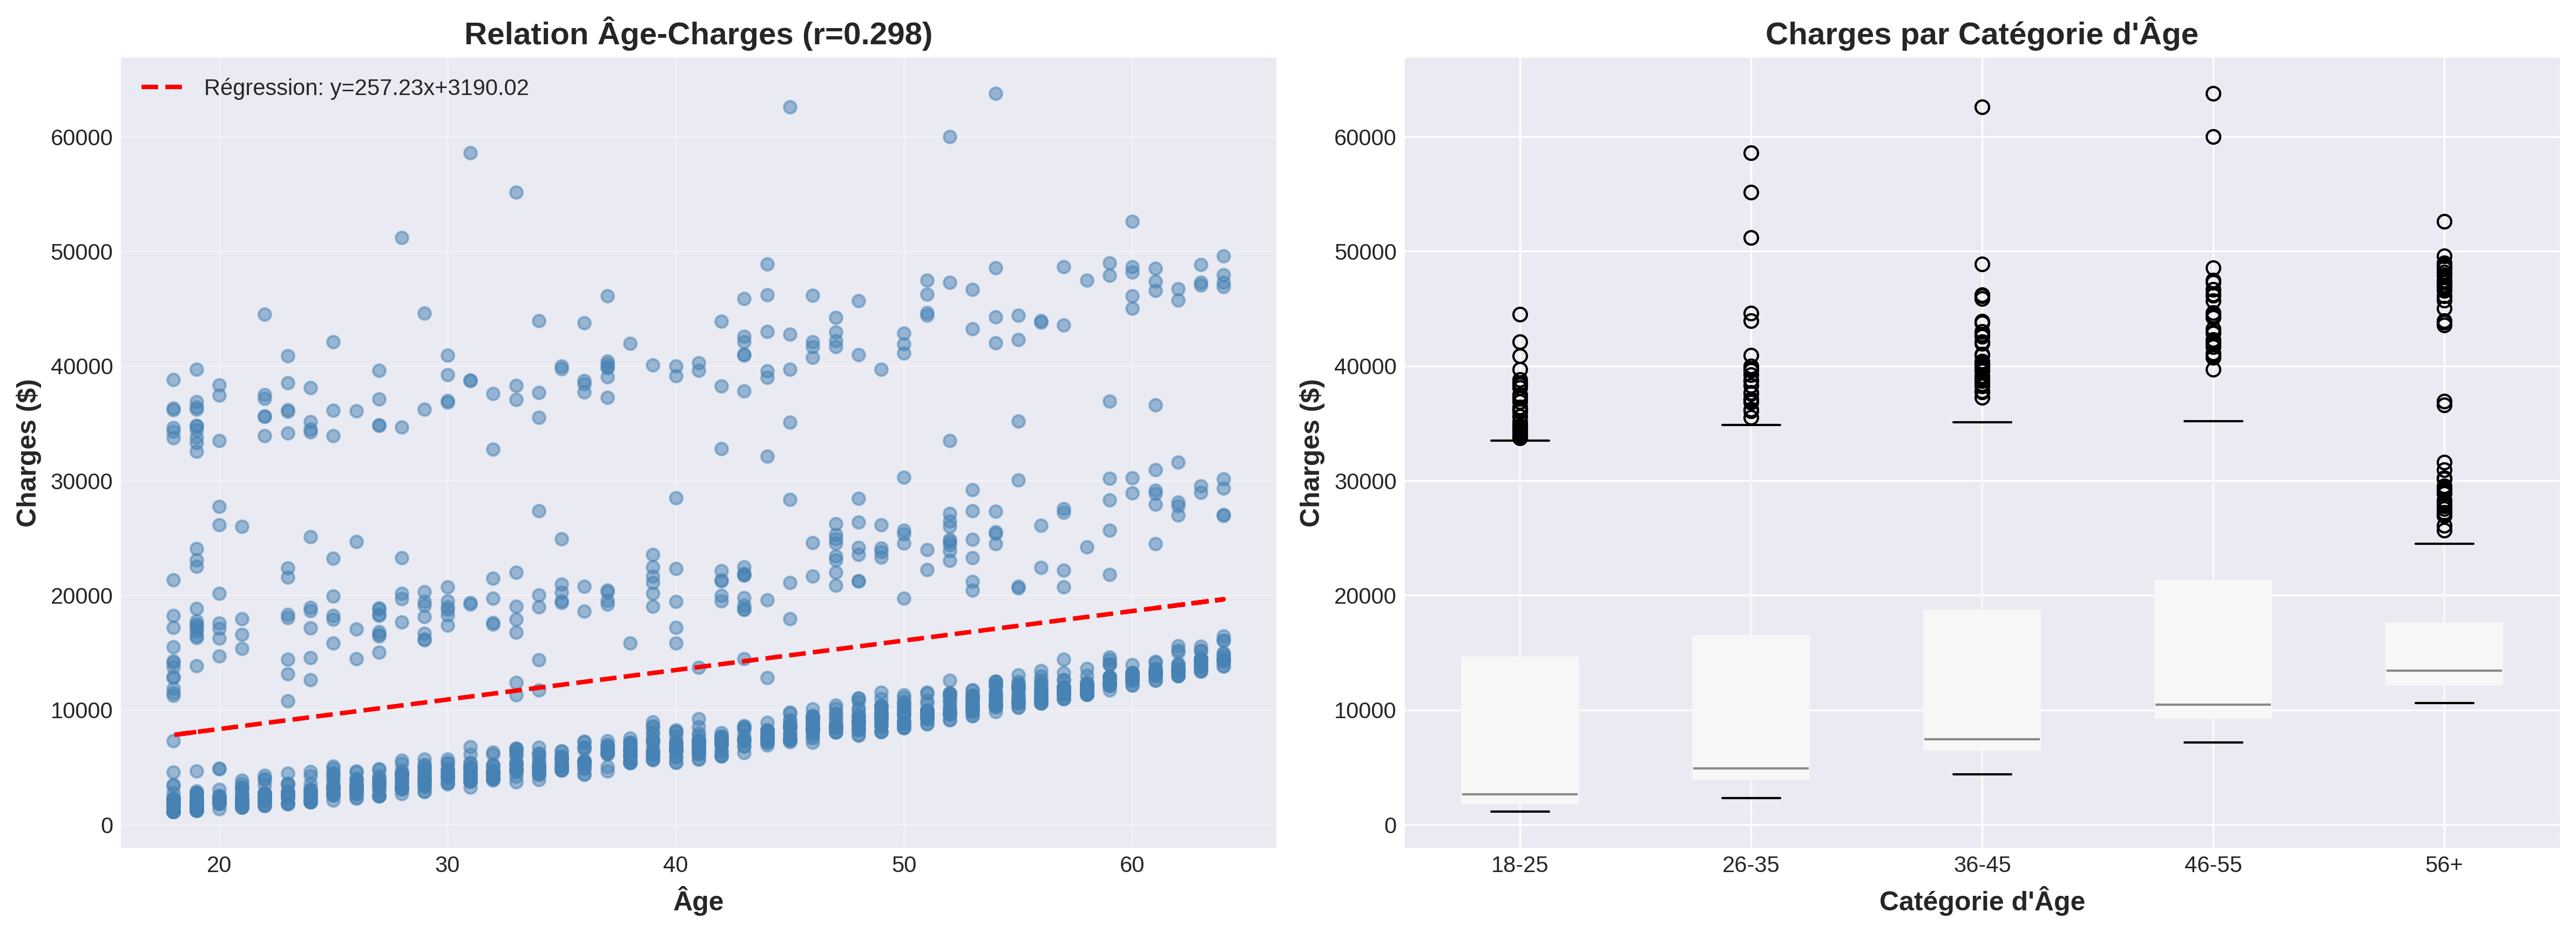 Relation Âge-Charges (r=0.298)
Régression: y=257.23x+3190.02
Charges ($)
60000
50000
40000
30000
20000
10000
0
20 30 40 50 60
Âge
Charges par Catégorie d'Âge
Charges ($)
60000
50000
40000
30000
20000
10000
0
18-25 26-35 36-45 46-55 56+
Catégorie d'Âge